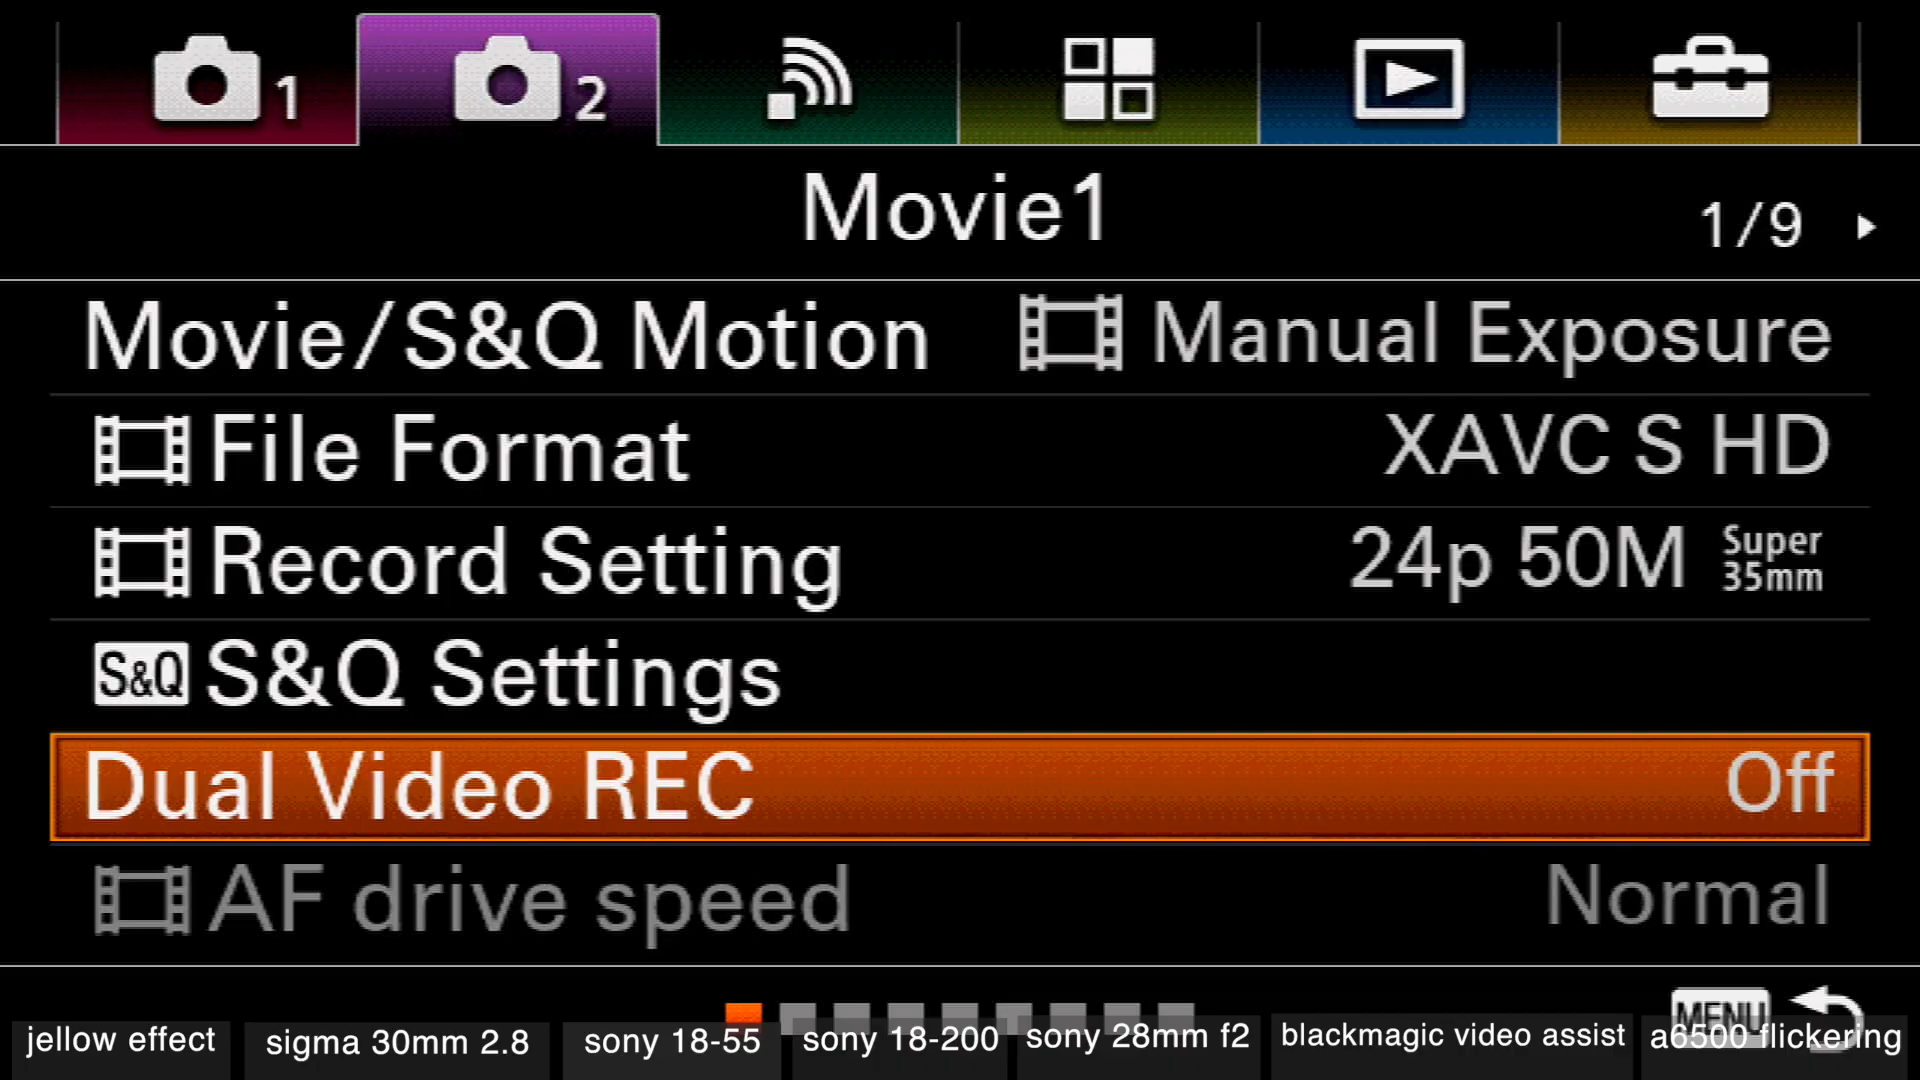 1
2
Movie1
1/9
Movie/S&Q Motion Manual Exposure
File Format XAVC S HD
Record Setting 24p 50M Super 35mm
S&Q S&Q Settings
Dual Video REC Off
AF drive speed Normal
MENU
jellow effect sigma 30mm 2.8 sony 18-55 sony 18-200 sony 28mm f2 blackmagic video assist a6500 flickering